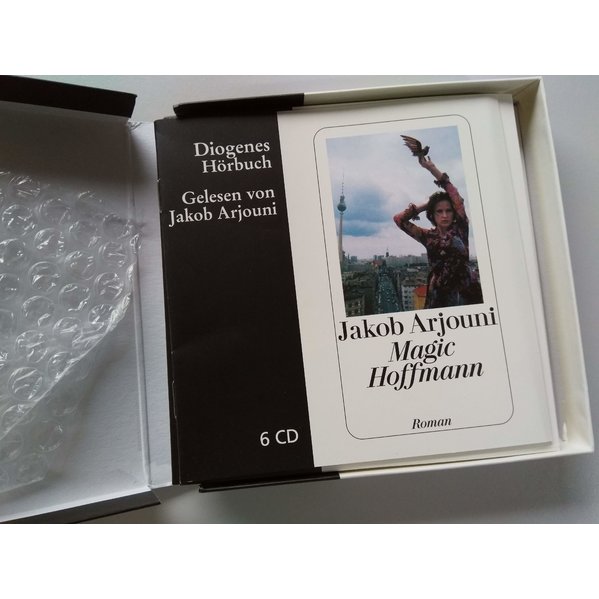 Diogenes
Hörbuch
Gelesen von
Jakob Arjouni
6 CD
Jakob Arjouni
Magic
Hoffmann
Roman